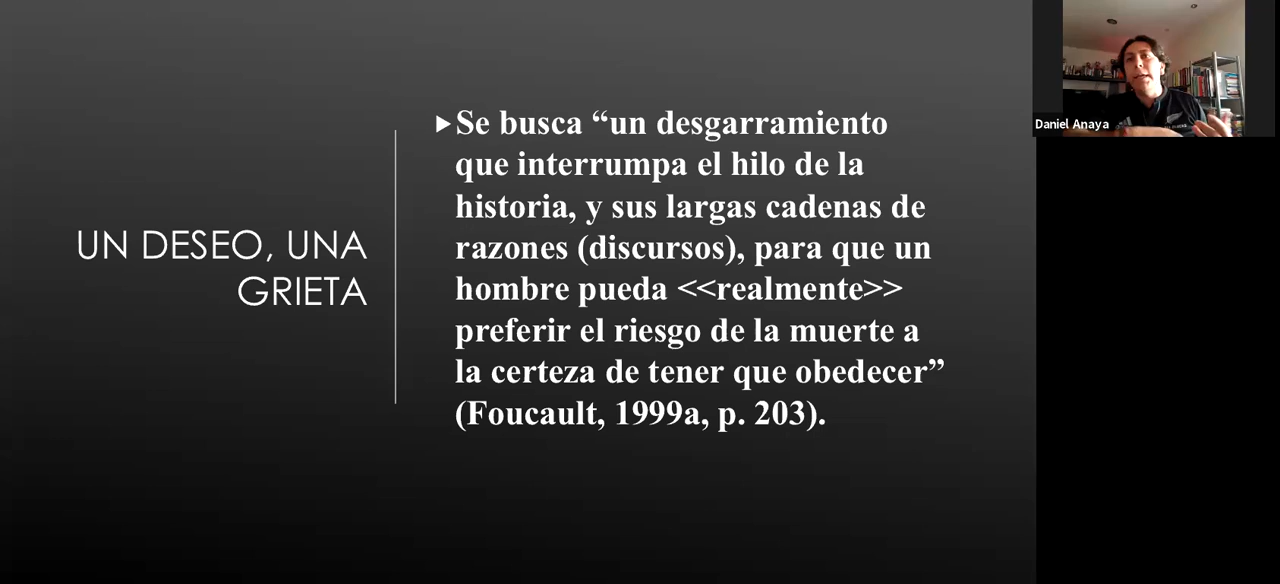 UN DESEO, UNA
GRIETA
Se busca “un desgarramiento
que interrumpa el hilo de la
historia, y sus largas cadenas de
razones (discursos), para que un
hombre pueda <<realmente>>
preferir el riesgo de la muerte a
la certeza de tener que obedecer”
(Foucault, 1999a, p. 203).
Daniel Anaya